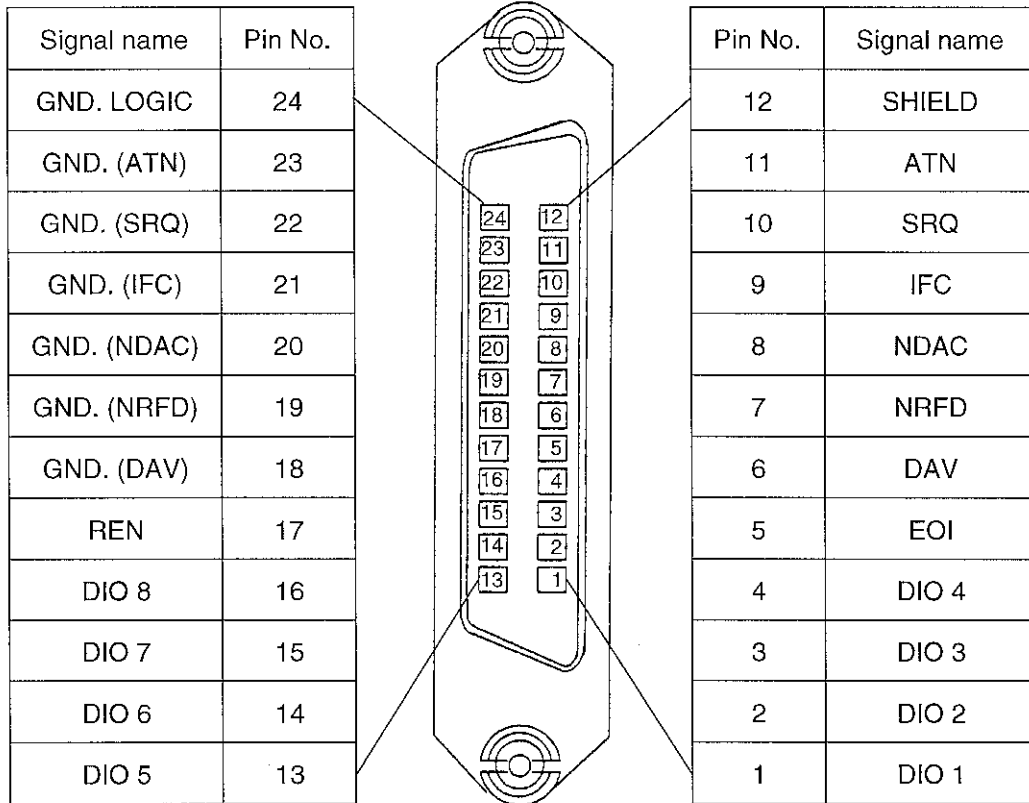 Signal name Pin No. Pin No. Signal name
GND. LOGIC 24 12 SHIELD
GND. (ATN) 23 11 ATN
GND. (SRQ) 22 24 12 10 SRQ
23 11
GND. (IFC) 21 22 10 9 IFC
21 9
GND. (NDAC) 20 20 8 8 NDAC
19 7
GND. (NRFD) 19 18 6 7 NRFD
17 5
GND. (DAV) 18 16 4 6 DAV
REN 17 15 3 5 EOI
14 2
DIO 8 16 13 1 4 DIO 4
DIO 7 15 3 DIO 3
DIO 6 14 2 DIO 2
DIO 5 13 1 DIO 1